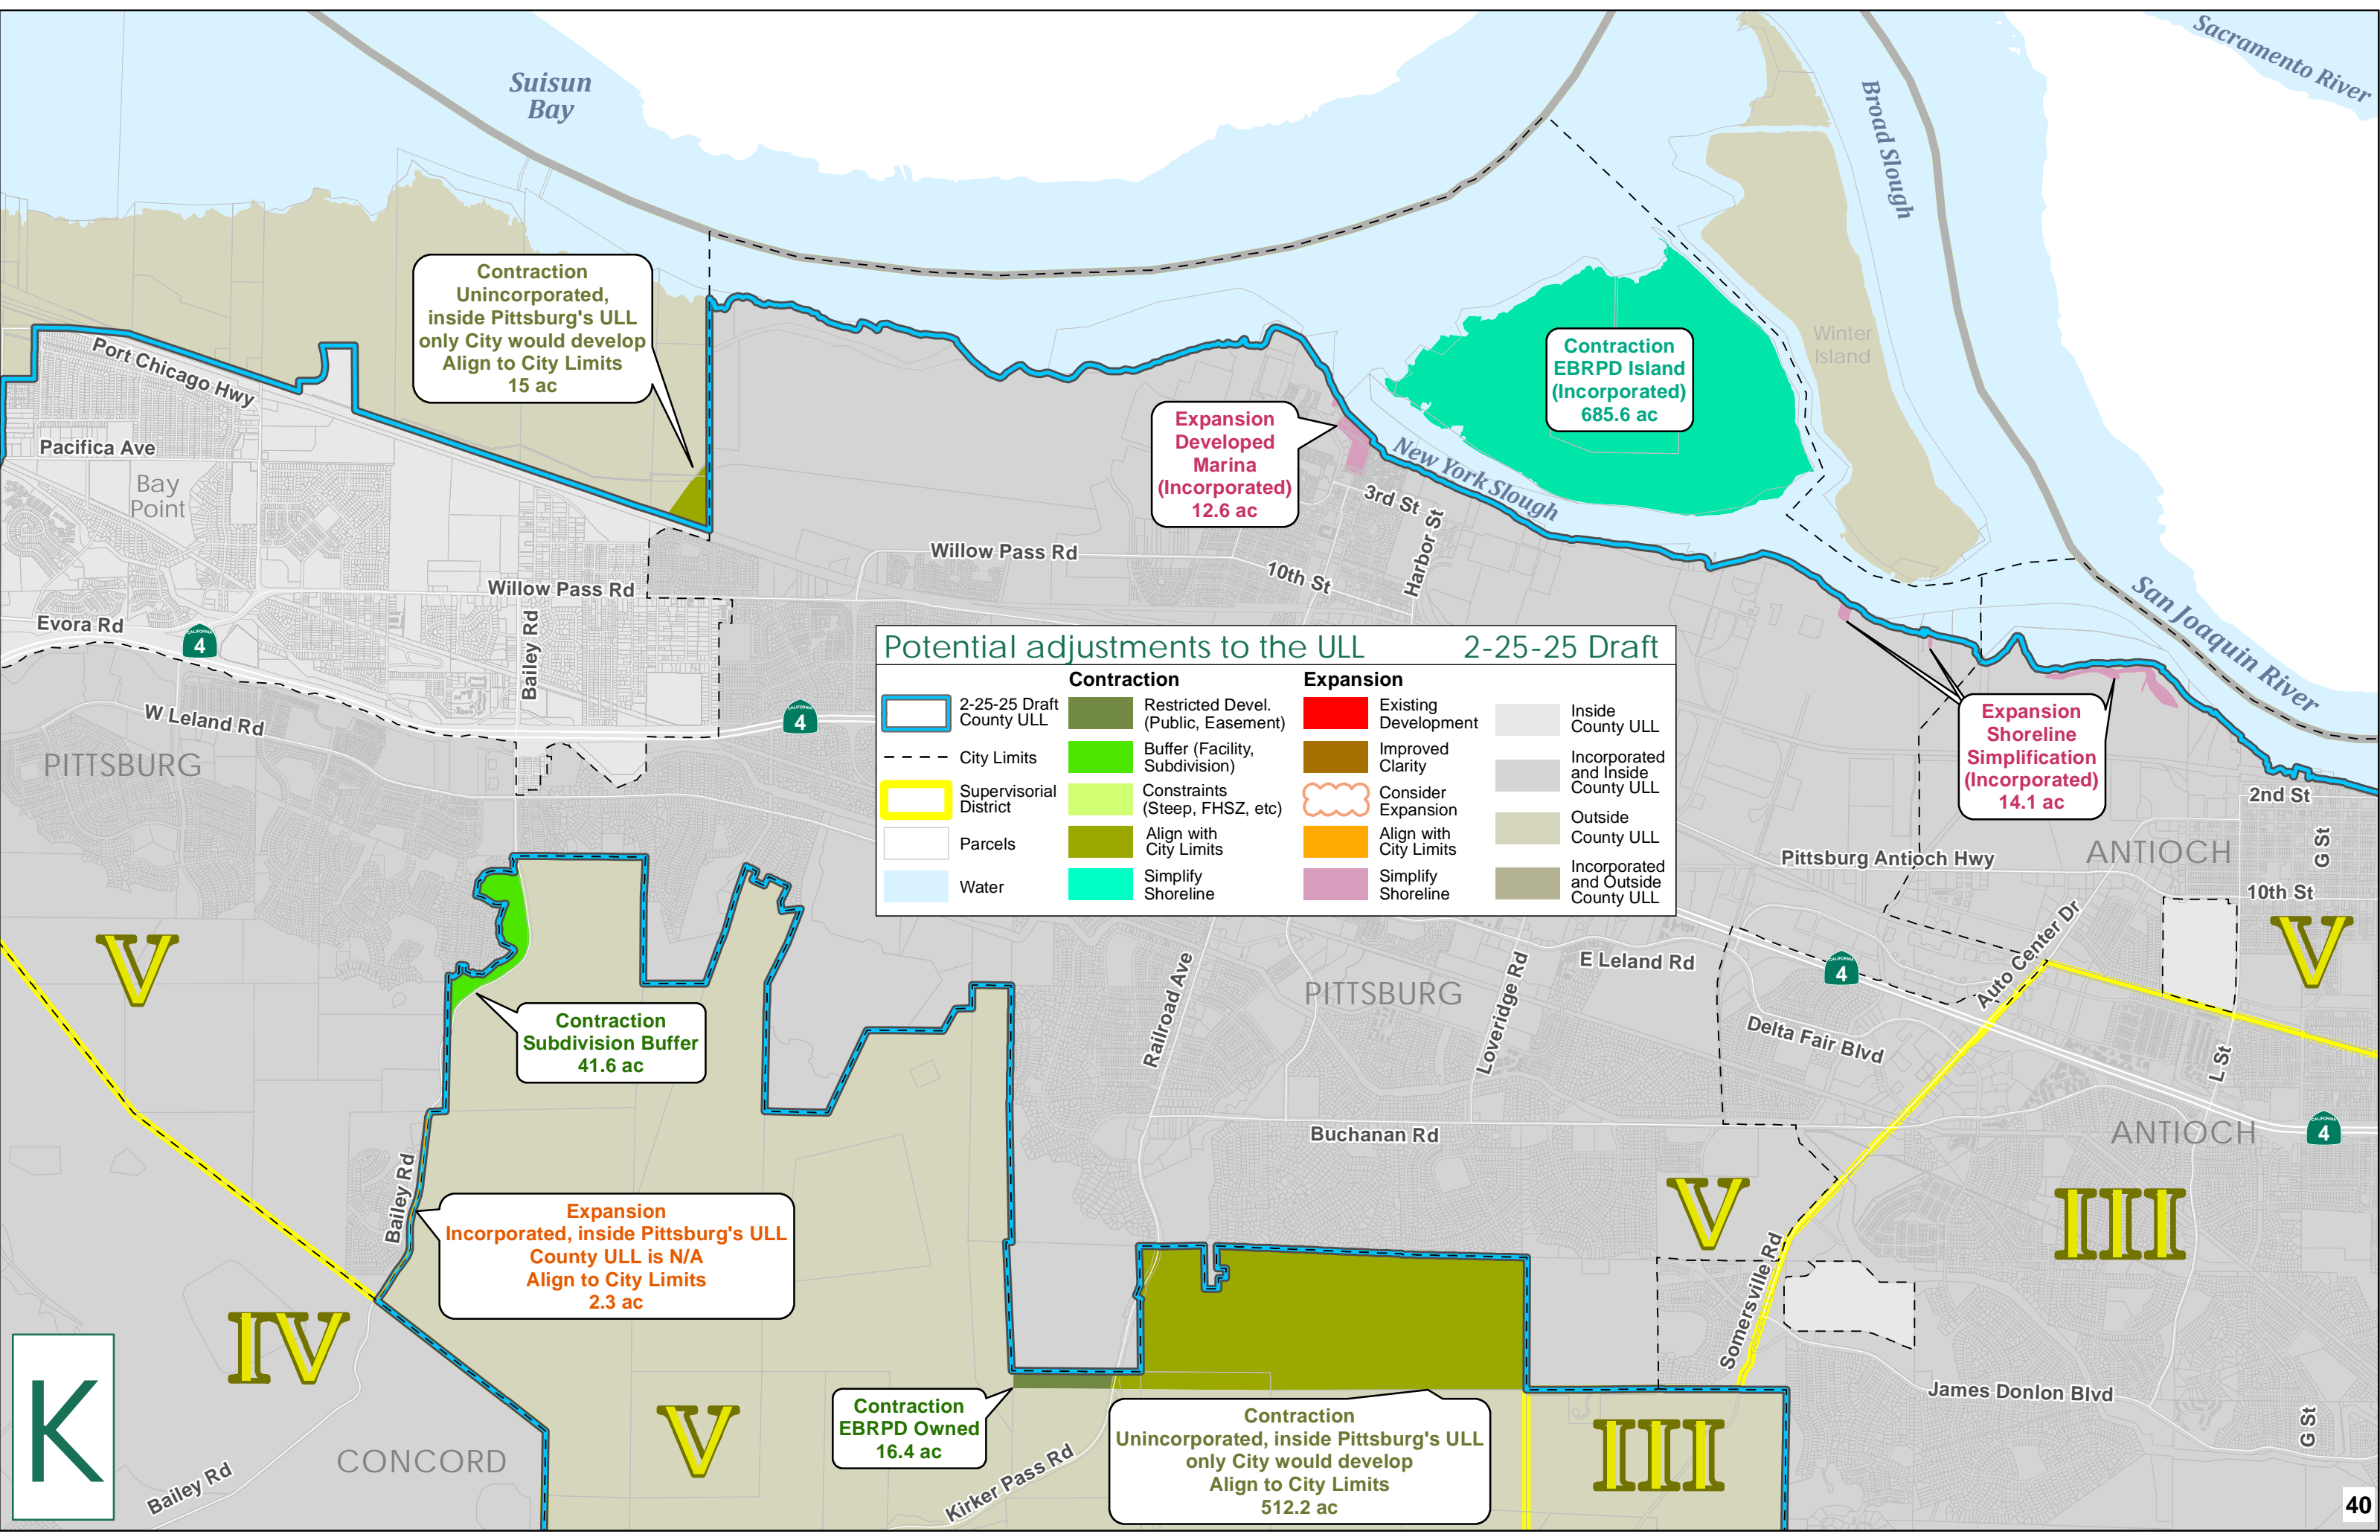 Sacramento River
Suisun
Bay
Broad Slough
Contraction
Unincorporated,
inside Pittsburg's ULL
only City would develop
Align to City Limits
15 ac
Winter
Island
Contraction
EBRPD Island
(Incorporated)
685.6 ac
Port Chicago Hwy
Expansion
Developed
Marina
(Incorporated)
12.6 ac
New York Slough
Pacifica Ave
Bay
Point
3rd St
Harbor St
Willow Pass Rd
10th St
Willow Pass Rd
Evora Rd
CALIFORNIA
4
Bailey Rd
San Joaquin River
W Leland Rd
CALIFORNIA
4
PITTSBURG
Potential adjustments to the ULL 2-25-25 Draft
2-25-25 Draft
County ULL
City Limits
Supervisorial
District
Parcels
Water
Contraction
Restricted Devel.
(Public, Easement)
Buffer (Facility,
Subdivision)
Constraints
(Steep, FHSZ, etc)
Align with
City Limits
Simplify
Shoreline
Expansion
Existing
Development
Improved
Clarity
Consider
Expansion
Align with
City Limits
Simplify
Shoreline
Inside
County ULL
Incorporated
and Inside
County ULL
Outside
County ULL
Incorporated
and Outside
County ULL
Expansion
Shoreline
Simplification
(Incorporated)
14.1 ac
2nd St
G St
Pittsburg Antioch Hwy
ANTIOCH
10th St
V
V
Auto Center Dr
E Leland Rd
CALIFORNIA
4
PITTSBURG
Railroad Ave
Loveridge Rd
Delta Fair Blvd
L St
Contraction
Subdivision Buffer
41.6 ac
Buchanan Rd
ANTIOCH
CALIFORNIA
4
Bailey Rd
Expansion
Incorporated, inside Pittsburg's ULL
County ULL is N/A
Align to City Limits
2.3 ac
V
III
Somersville Rd
IV
K
CONCORD
Bailey Rd
V
Contraction
EBRPD Owned
16.4 ac
Kirker Pass Rd
Contraction
Unincorporated, inside Pittsburg's ULL
only City would develop
Align to City Limits
512.2 ac
III
James Donlon Blvd
G St
40